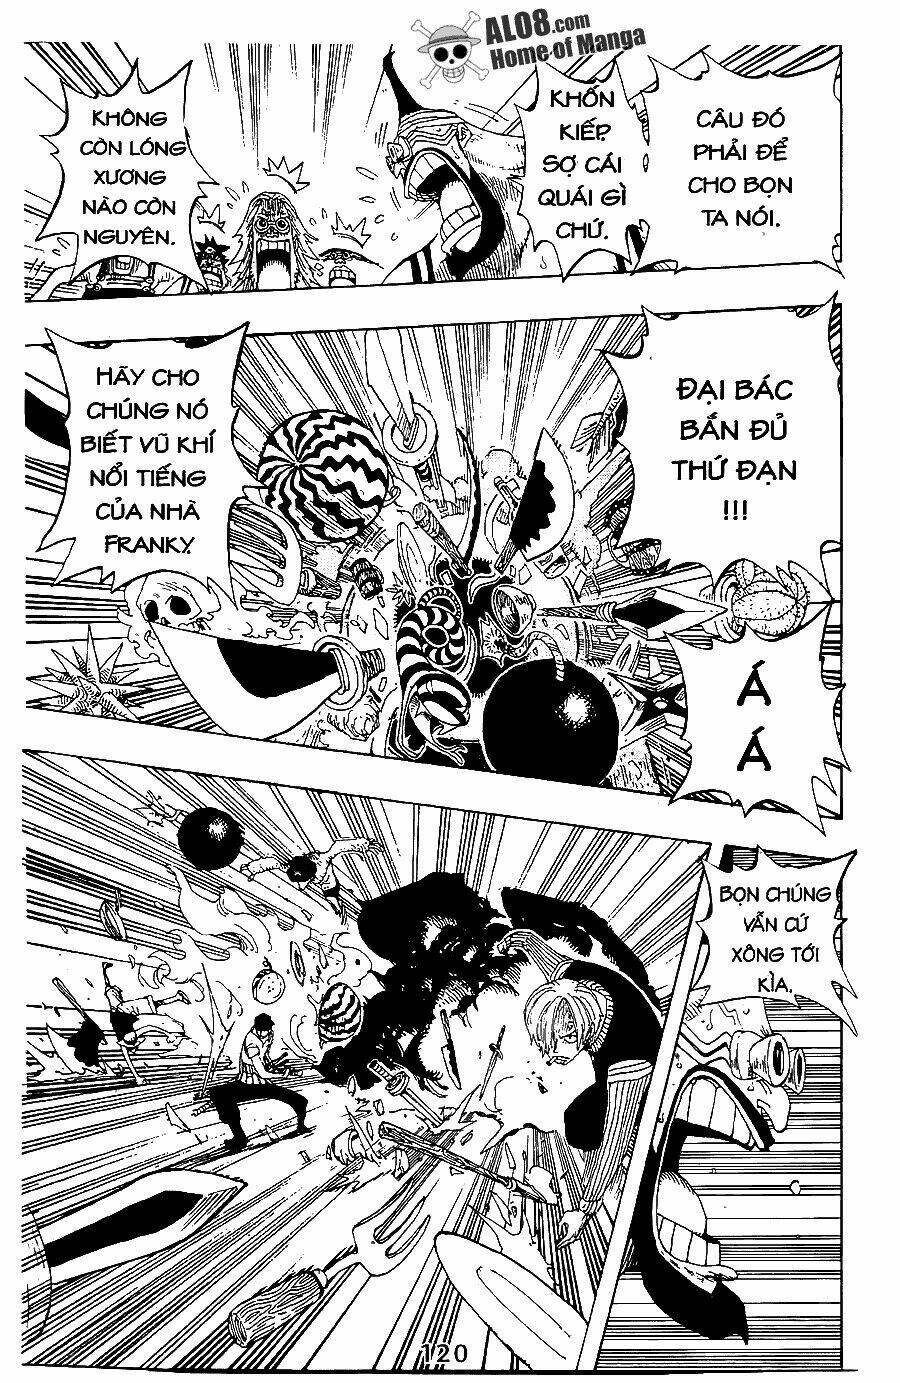 ALO8.com
Home of Manga
CÂU ĐÓ
PHẢI ĐỂ
CHO BỌN
TA NÓI.
KHỐN
KIẾP.
SỢ CÁI
QUÁI GÌ
CHỨ.
KHÔNG
CÒN LÓNG
XƯƠNG
NÀO CÒN
NGUYÊN.
ĐẠI BÁC
BẮN ĐỦ
THỨ ĐẠN
!!!
HÃY CHO
CHÚNG NÓ
BIẾT VŨ KHÍ
NỔI TIẾNG
CỦA NHÀ
FRANKY.
Á
Á
BỌN CHÚNG
VẪN CỨ
XÔNG TỚI
KÌA.
120